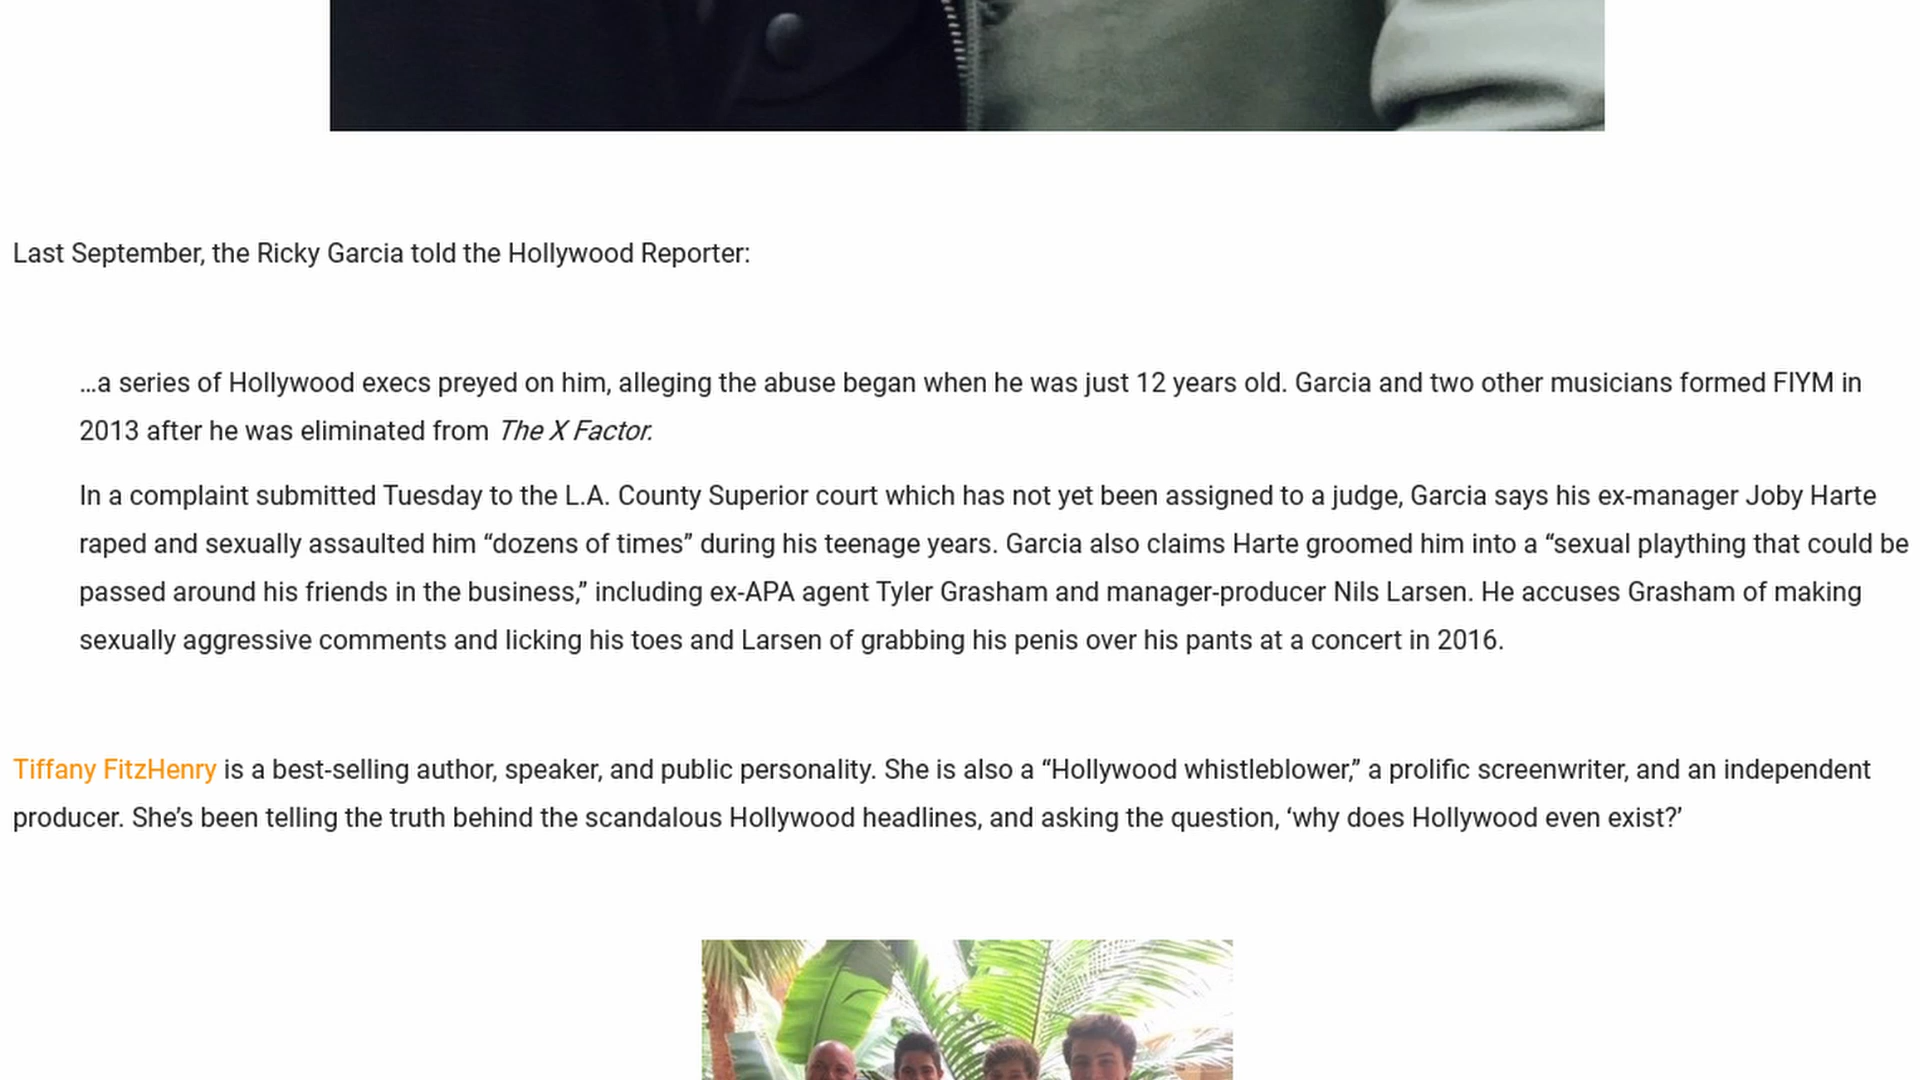 Last September, the Ricky Garcia told the Hollywood Reporter:
…a series of Hollywood execs preyed on him, alleging the abuse began when he was just 12 years old. Garcia and two other musicians formed FIYM in
2013 after he was eliminated from The X Factor.
In a complaint submitted Tuesday to the L.A. County Superior court which has not yet been assigned to a judge, Garcia says his ex-manager Joby Harte
raped and sexually assaulted him “dozens of times” during his teenage years. Garcia also claims Harte groomed him into a “sexual plaything that could be
passed around his friends in the business,” including ex-APA agent Tyler Grasham and manager-producer Nils Larsen. He accuses Grasham of making
sexually aggressive comments and licking his toes and Larsen of grabbing his penis over his pants at a concert in 2016.
Tiffany FitzHenry is a best-selling author, speaker, and public personality. She is also a “Hollywood whistleblower,” a prolific screenwriter, and an independent
producer. She’s been telling the truth behind the scandalous Hollywood headlines, and asking the question, ‘why does Hollywood even exist?’